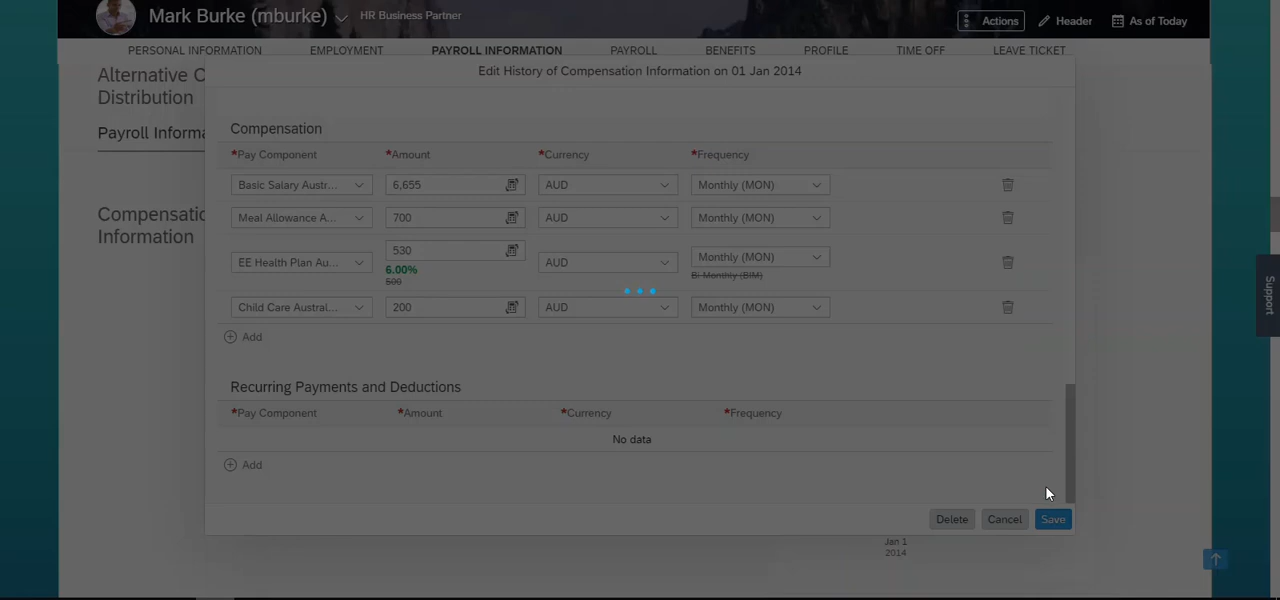 Mark Burke (mburke)
HR Business Partner
Actions
Header
As of Today
PERSONAL INFORMATION
EMPLOYMENT
PAYROLL INFORMATION
PAYROLL
BENEFITS
PROFILE
TIME OFF
LEAVE TICKET
Alternative C
Distribution
Payroll Informa
Compensatio
Information
Edit History of Compensation Information on 01 Jan 2014
Compensation
*Pay Component *Amount *Currency *Frequency
Basic Salary Austr... 6,655 AUD Monthly (MON)
Meal Allowance A... 700 AUD Monthly (MON)
EE Health Plan Au... 530 AUD Monthly (MON)
6.00% Bi-Monthly (BIM)
500
Child Care Austral... 200 AUD Monthly (MON)
Add
Recurring Payments and Deductions
*Pay Component *Amount *Currency *Frequency
No data
Add
Delete Cancel Save
Jan 1
2014
Support